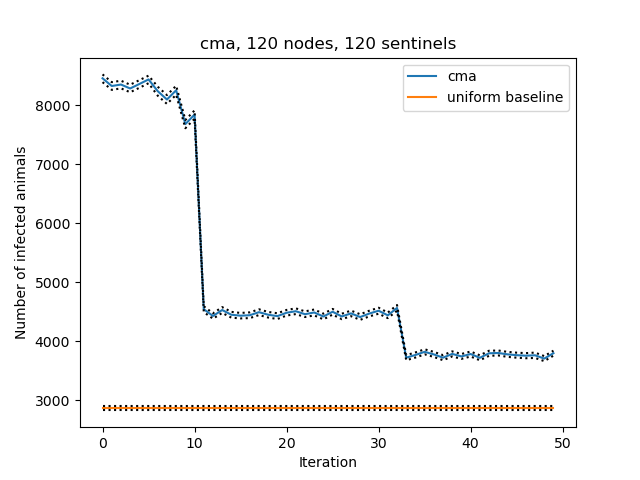 cma, 120 nodes, 120 sentinels
cma
uniform baseline
Number of infected animals
8000
7000
6000
5000
4000
3000
0 10 20 30 40 50
Iteration